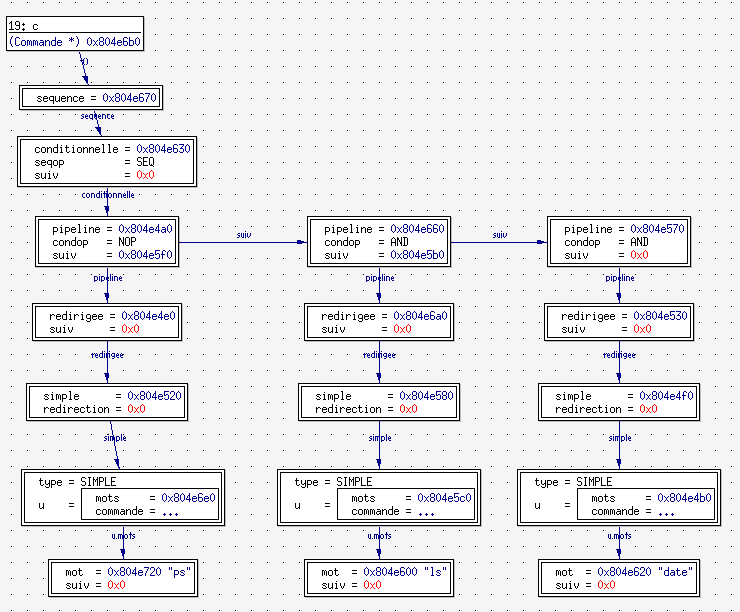 19: c
(Commande *) 0x804e6b0
*()
sequence = 0x804e670
sequence
conditionnelle = 0x804e630
seqop = SEQ
suiv = 0x0
conditionnelle
pipeline = 0x804e4a0
condop = NOP
suiv = 0x804e5f0
suiv
pipeline = 0x804e660
condop = AND
suiv = 0x804e5b0
suiv
pipeline = 0x804e570
condop = AND
suiv = 0x0
pipeline
pipeline
pipeline
redirigee = 0x804e4e0
suiv = 0x0
redirigee = 0x804e6a0
suiv = 0x0
redirigee = 0x804e530
suiv = 0x0
redirigee
redirigee
redirigee
simple = 0x804e520
redirection = 0x0
simple = 0x804e580
redirection = 0x0
simple = 0x804e4f0
redirection = 0x0
simple
simple
simple
type = SIMPLE
u =
mots = 0x804e6e0
commande = ...
type = SIMPLE
u =
mots = 0x804e5c0
commande = ...
type = SIMPLE
u =
mots = 0x804e4b0
commande = ...
u.mots
u.mots
u.mots
mot = 0x804e720 "ps"
suiv = 0x0
mot = 0x804e600 "ls"
suiv = 0x0
mot = 0x804e620 "date"
suiv = 0x0